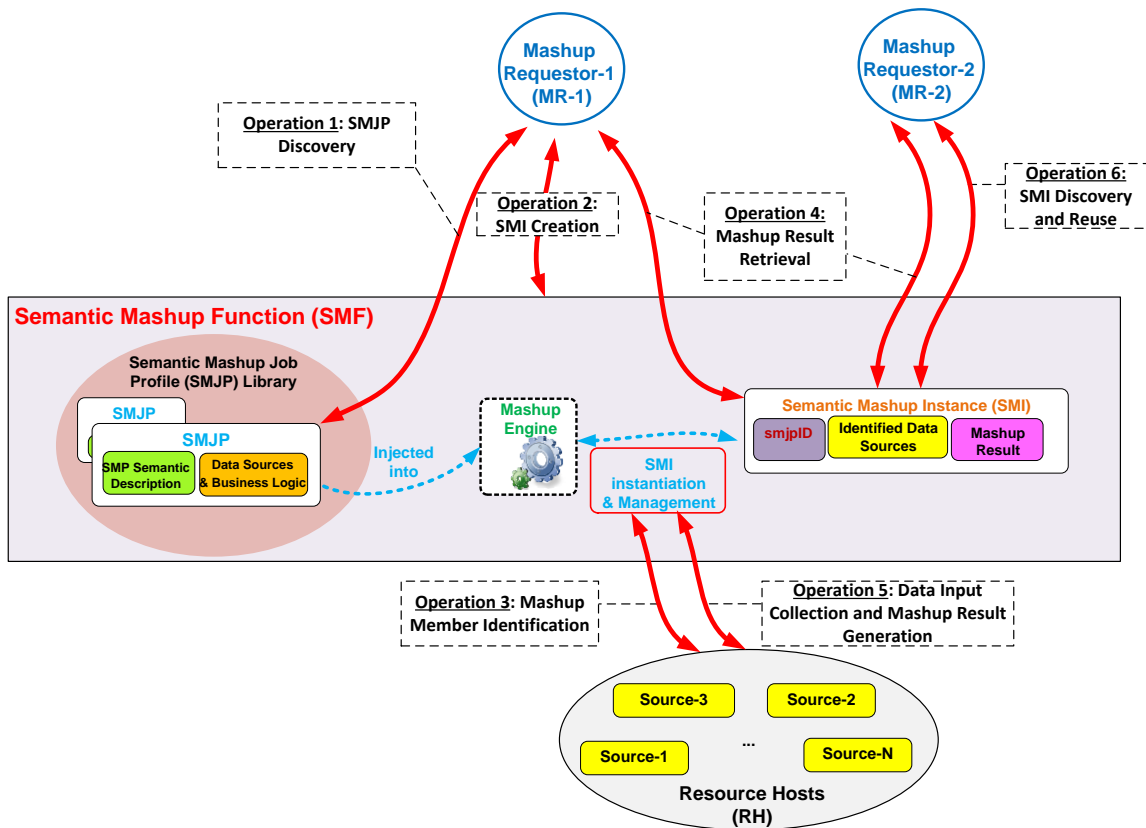 Mashup
Requestor-1
(MR-1)
Mashup
Requestor-2
(MR-2)
Operation 1: SMJP
Discovery
Operation 2:
SMI Creation
Operation 4:
Mashup Result
Retrieval
Operation 6:
SMI Discovery
and Reuse
Semantic Mashup Function (SMF)
Semantic Mashup Job
Profile (SMJP) Library
SMJP
SMJP
SMP Semantic
Description
Data Sources
& Business Logic
Injected
into
Mashup
Engine
SMI
instantiation
& Management
Semantic Mashup Instance (SMI)
smjpID
Identified Data
Sources
Mashup
Result
Operation 3: Mashup
Member Identification
Operation 5: Data Input
Collection and Mashup Result
Generation
Source-3
Source-2
Source-1
...
Source-N
Resource Hosts
(RH)